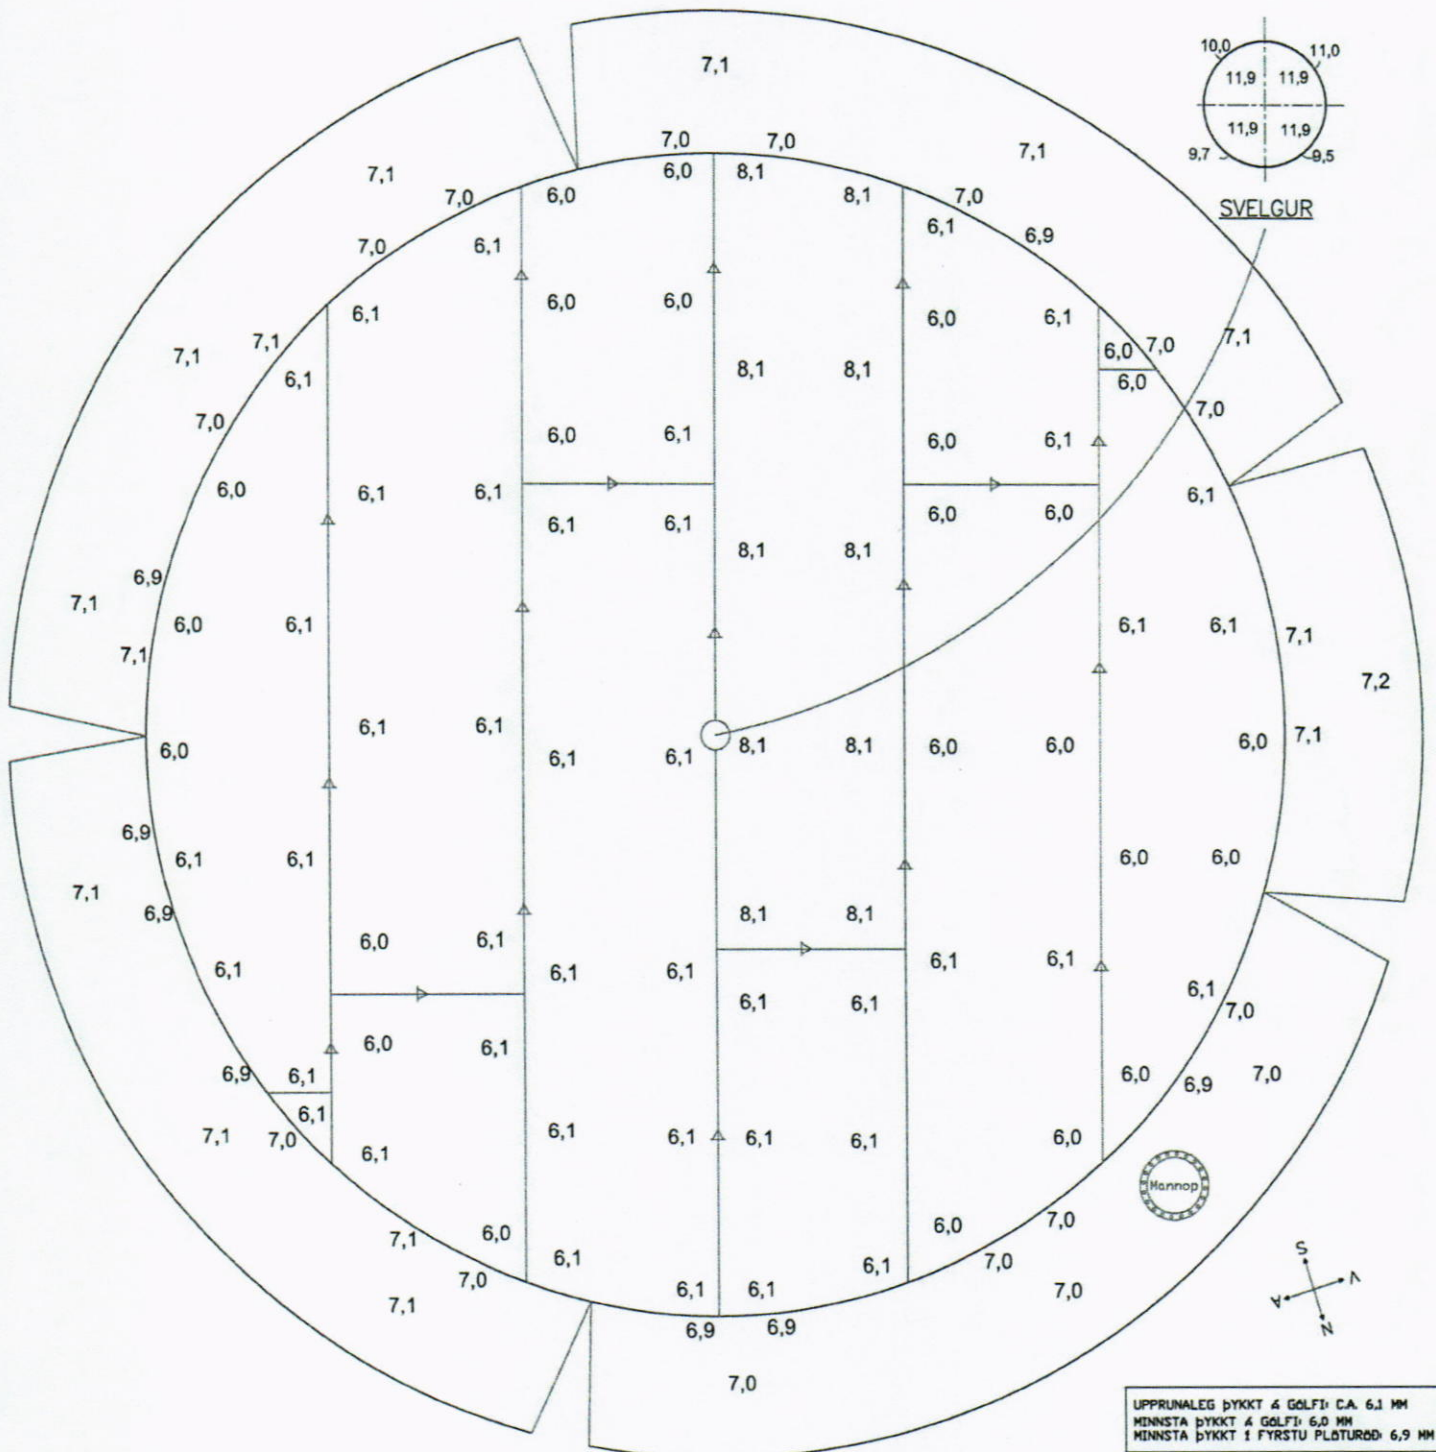 7,1
10,0 11,0
11,9 11,9
11,9 11,9
9,7 9,5
SVELGUR
7,0 7,0 7,1
7,1 6,0 8,1 8,1 7,0
7,0 6,0 6,1 6,9
7,0 6,1
6,1 6,0 6,0 6,0 6,1
7,1 7,1 7,0 7,1
6,1 8,1 8,1 6,0
6,0
7,0 6,0 6,1 6,0 6,1 7,0
6,0 6,1 6,1 6,1
6,1 6,1 6,0 6,0
8,1 8,1
6,9
7,1
6,0 6,1 6,1 6,1 7,1
7,1 7,2
6,0 6,1 6,1 6,1 6,1 8,1 8,1 6,0 6,0 6,0 7,1
6,9
6,1 6,1 6,0 6,0
7,1
6,9 8,1 8,1
6,0 6,1
6,1 6,1 6,1 6,1 6,1
6,1 6,1 6,1
7,0
6,0 6,1
6,9 6,1 6,0 6,9 7,0
6,1
7,1 7,0 6,1 6,1 6,1 6,1 6,1 6,0
Mannop
7,1 6,0 6,0 7,0
7,0 6,1 6,1 7,0
7,1 6,1 6,1 7,0
6,9 6,9
7,0
S
V
A
N
UPPRUNALEG ÞYKKT Á GÓLFI: C.A. 6,1 MM
MINNSTA ÞYKKT Á GÓLFI: 6,0 MM
MINNSTA ÞYKKT Í FYRSTU PLÖTURÖÐ: 6,9 MM